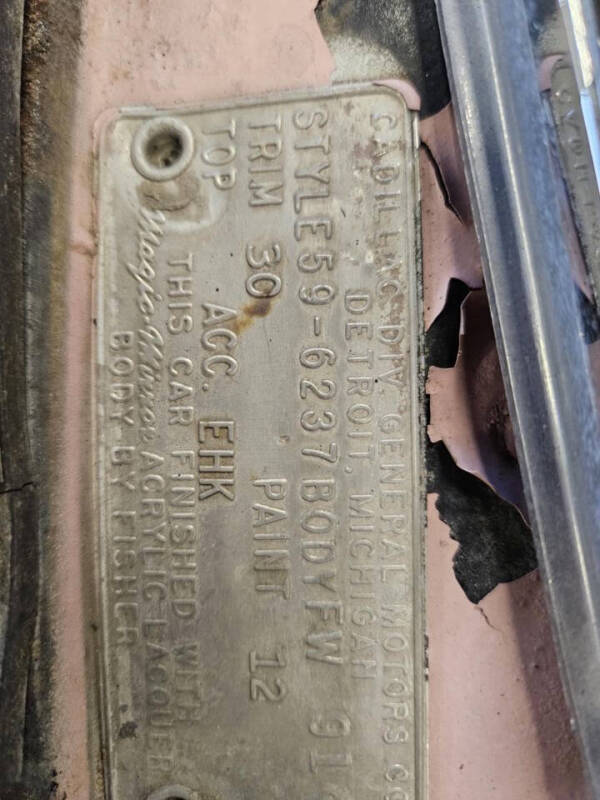 CADILLAC DIV. GENERAL MOTORS CO
DETROIT, MICHIGAN
STYLE 59-6237 BODY FW 91
TRIM 30 PAINT 12
TOP ACC. EHK
THIS CAR FINISHED WITH
Magic-Mirror ACRYLIC LACQUER
BODY BY FISHER